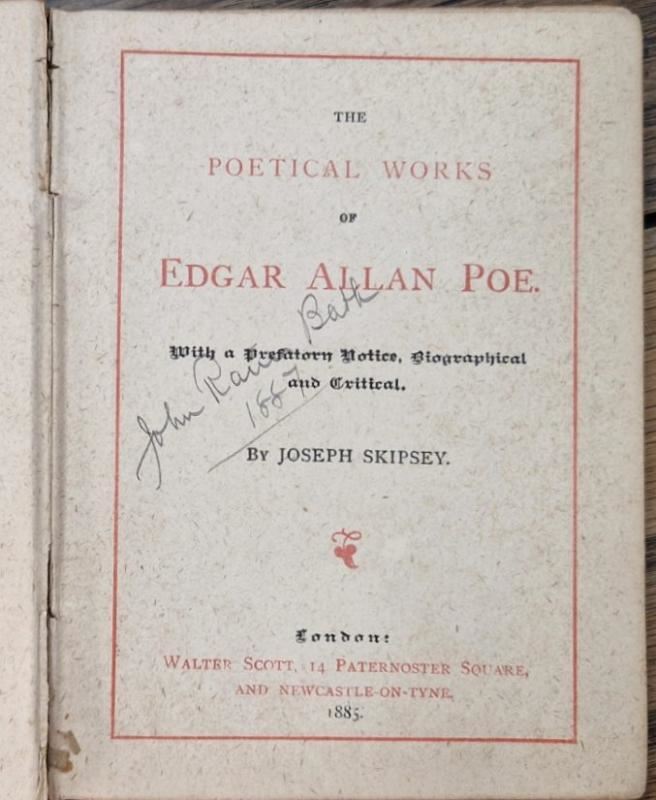 THE
POETICAL WORKS
OF
EDGAR ALLAN POE.
With a Prefatory Notice, Biographical
and Critical.
John Bath
1887
By JOSEPH SKIPSEY.
London:
WALTER SCOTT, 14 PATERNOSTER SQUARE,
AND NEWCASTLE-ON-TYNE,
1885.